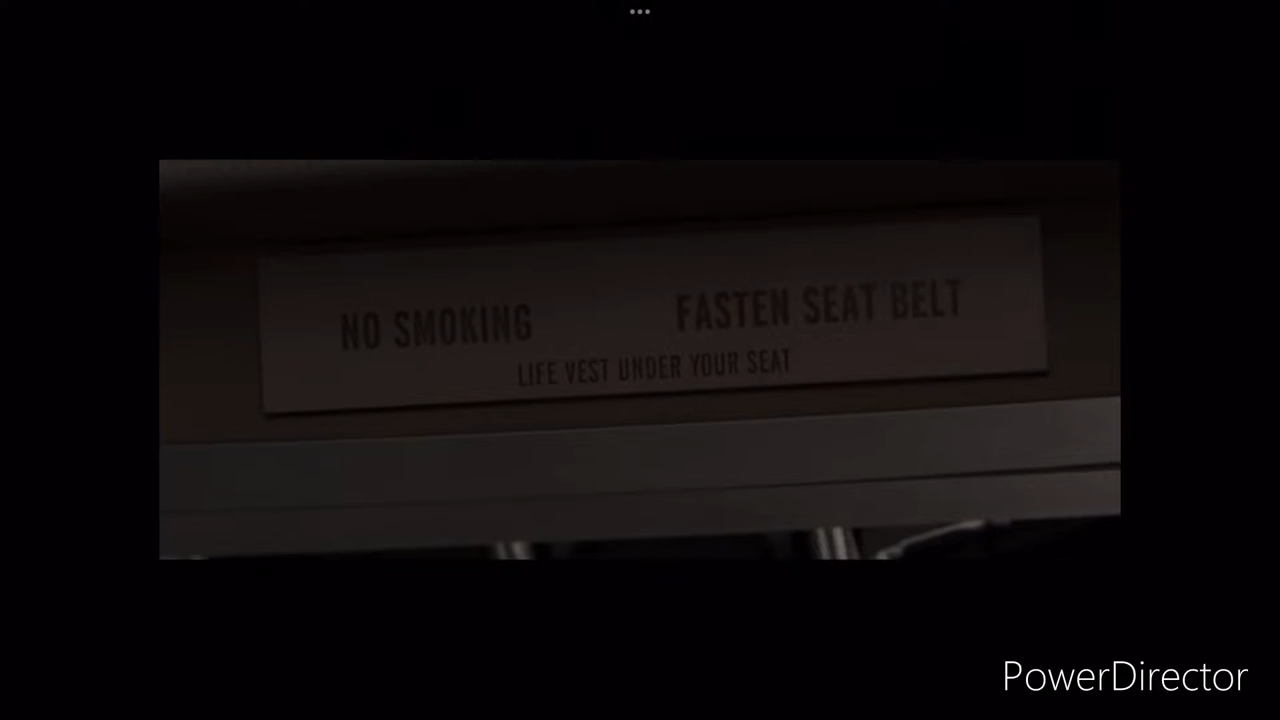 NO SMOKING FASTEN SEAT BELT
LIFE VEST UNDER YOUR SEAT
PowerDirector